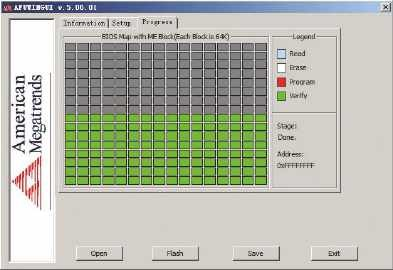 AFUWINGUI v.5.00.01
Information
Setup
Progress
BIOS Map with ME Block(Each Block is 64K)
Legend
Read
Erase
Program
Verify
Stage:
Done.
Address:
0xFFFFFFFF
American
Megatrends
Open
Flash
Save
Exit